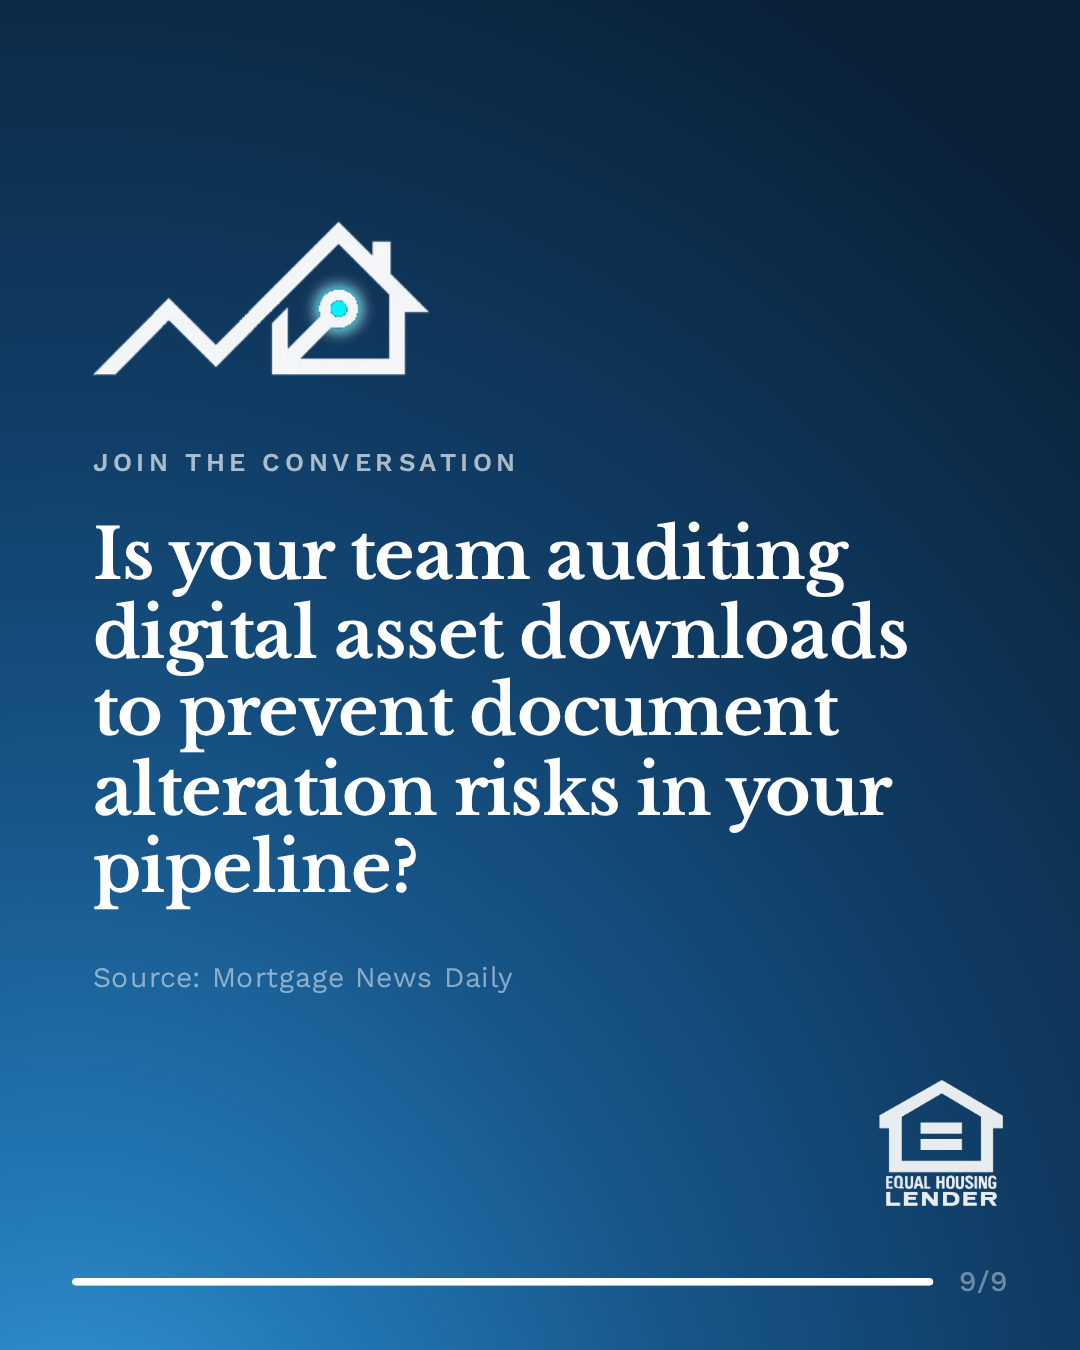 JOIN THE CONVERSATION
Is your team auditing
digital asset downloads
to prevent document
alteration risks in your
pipeline?
Source: Mortgage News Daily
EQUAL HOUSING
LENDER
9/9